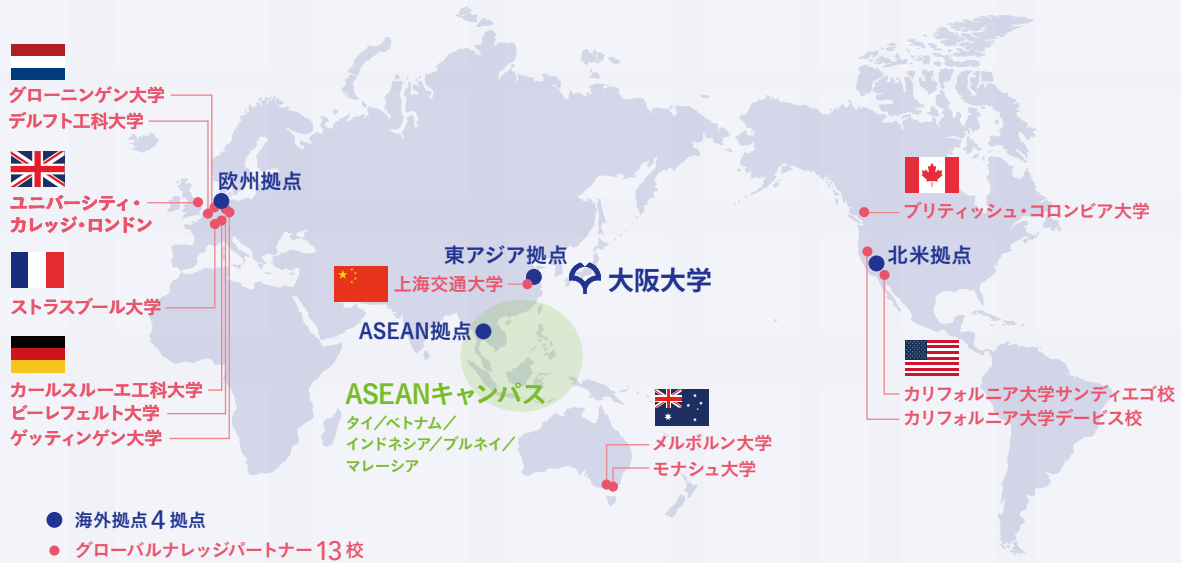 グローニンゲン大学
デルフト工科大学
ユニバーシティ・
カレッジ・ロンドン
ストラスブール大学
カールスルーエ工科大学
ビーレフェルト大学
ゲッティンゲン大学
欧州拠点
東アジア拠点
上海交通大学
大阪大学
ASEAN拠点
ASEANキャンパス
タイ/ベトナム/
インドネシア/ブルネイ/
マレーシア
メルボルン大学
モナシュ大学
ブリティッシュ・コロンビア大学
北米拠点
カリフォルニア大学サンディエゴ校
カリフォルニア大学デービス校
海外拠点4拠点
グローバルナレッジパートナー13校